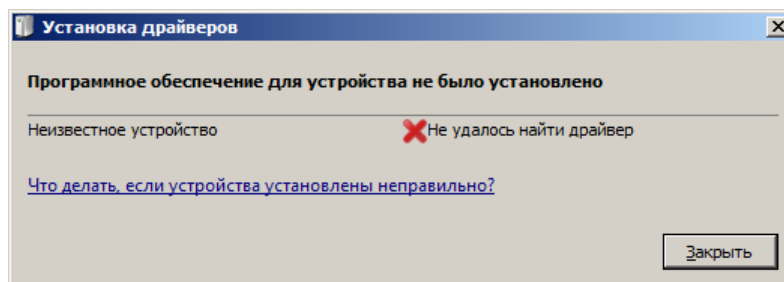 Установка драйверов
Программное обеспечение для устройства не было установлено
Неизвестное устройство Не удалось найти драйвер
Что делать, если устройства установлены неправильно?
Закрыть